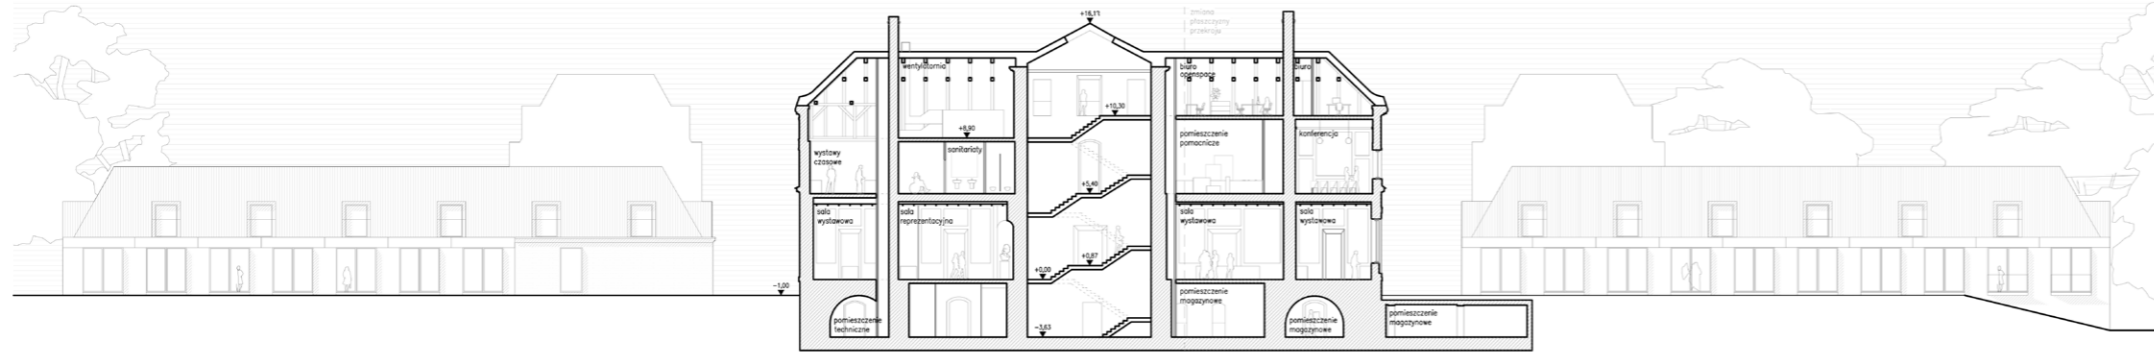 +16,17
zmiana
płaszczyzny
przekroju
wentylatornia
biuro
openspace
biuro
+10,30
+8,90
pomieszczenie
pomocnicze
konferencja
wystawy
czasowe
sanitariaty
+5,40
sala
wystawowa
sala
reprezentacyjna
sala
wystawowa
sala
wystawowa
+0,00
+0,87
-1,00
pomieszczenie
magazynowe
pomieszczenie
techniczne
-3,63
pomieszczenie
magazynowe
pomieszczenie
magazynowe